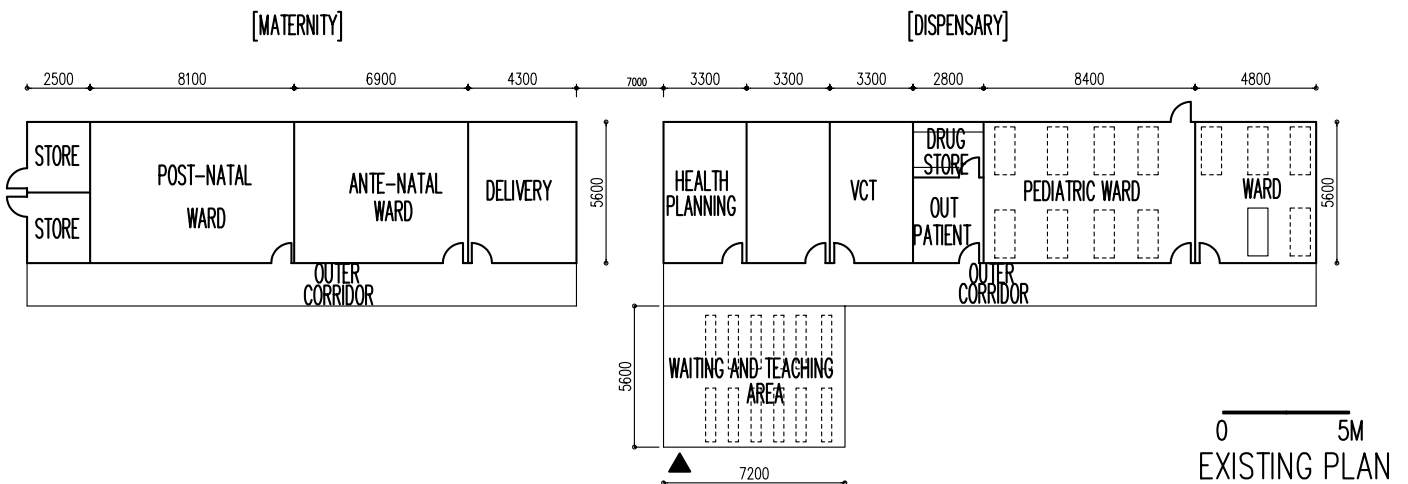 [MATERNITY]
[DISPENSARY]
2500
8100
6900
4300
7000
3300
3300
3300
2800
8400
4800
STORE
STORE
POST-NATAL
WARD
ANTE-NATAL
WARD
DELIVERY
5600
HEALTH
PLANNING
VCT
DRUG
STORE
OUT
PATIENT
PEDIATRIC WARD
WARD
5600
OUTER
CORRIDOR
OUTER
CORRIDOR
5600
WAITING AND TEACHING
AREA
7200
0 5M
EXISTING PLAN